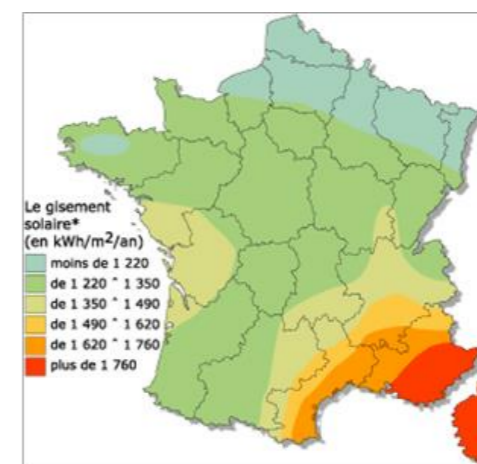 Le gisement
solaire*
(en kWh/m²/an)
moins de 1 220
de 1 220 ˆ 1 350
de 1 350 ˆ 1 490
de 1 490 ˆ 1 620
de 1 620 ˆ 1 760
plus de 1 760